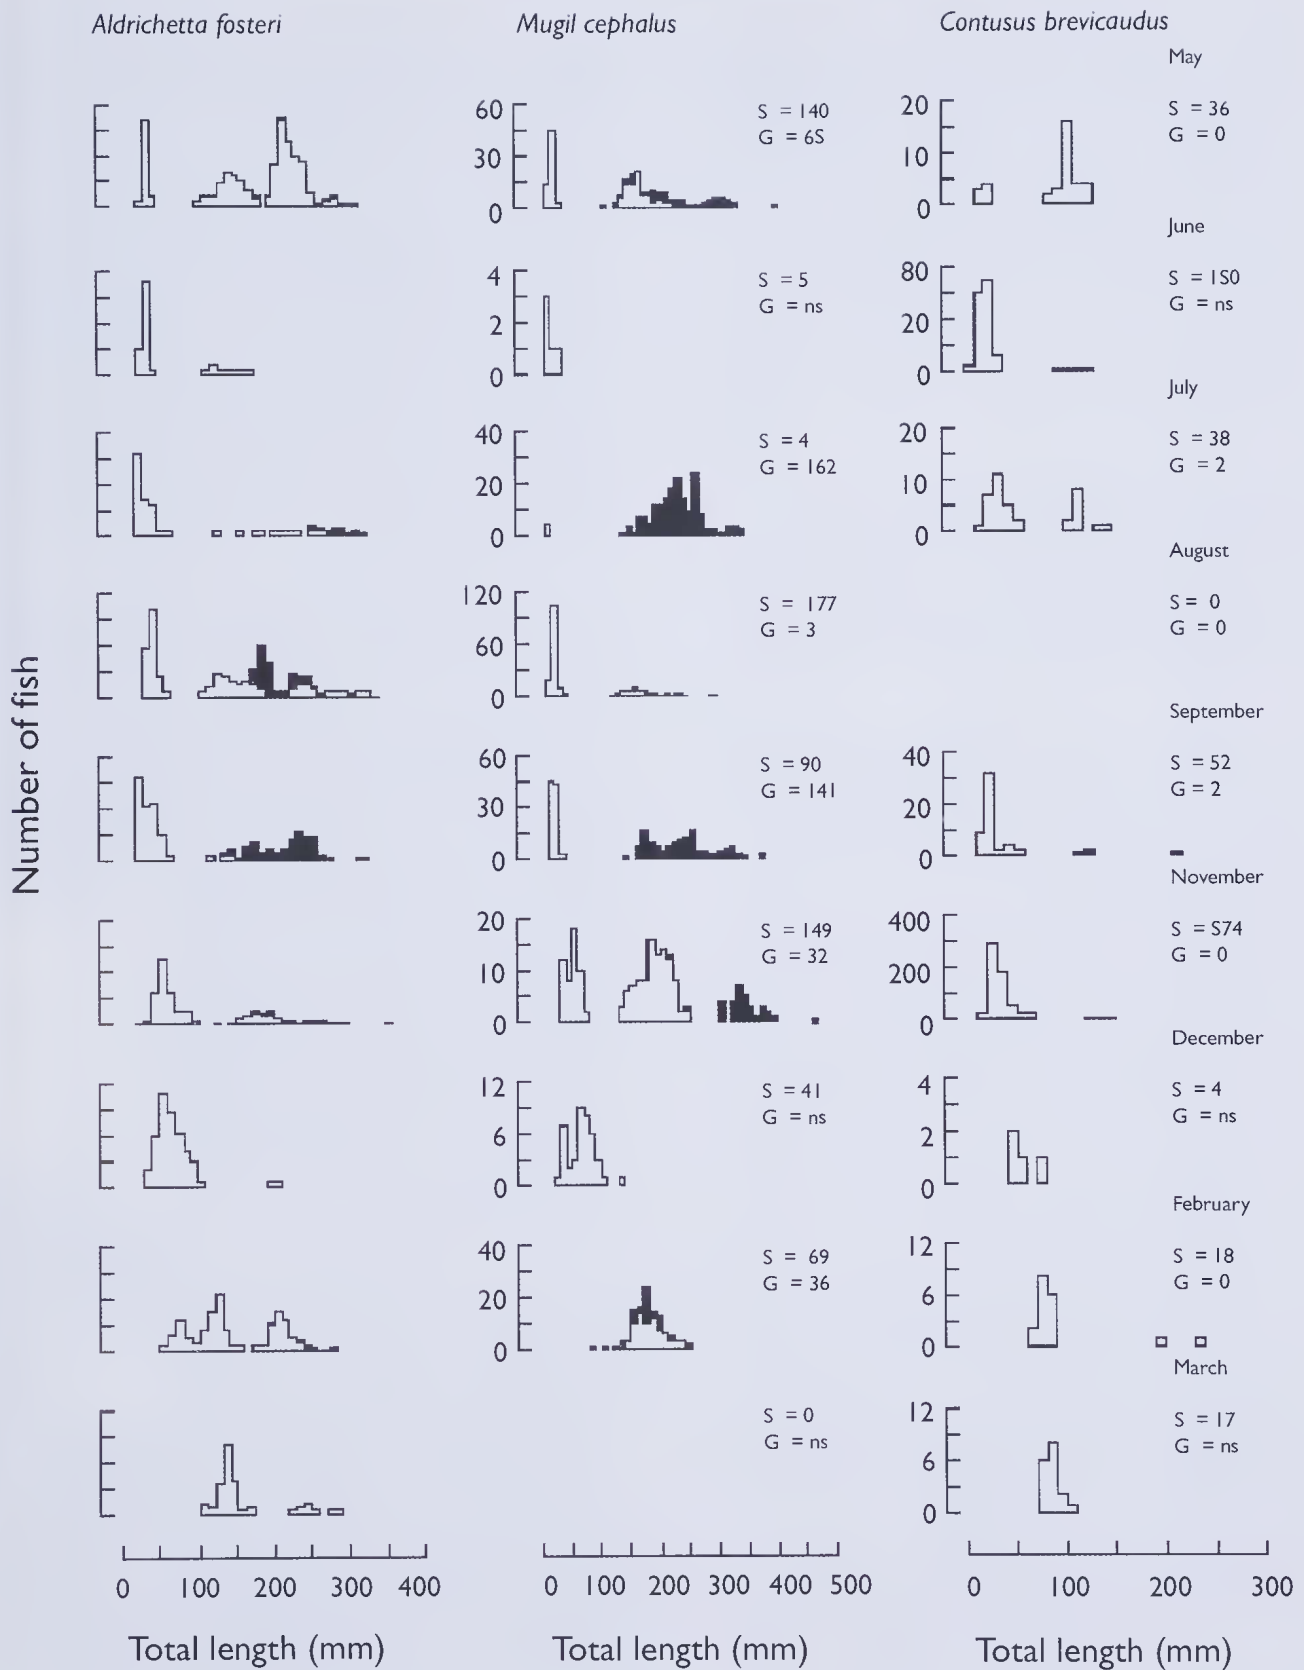 Aldrichetta fosteri
Mugil cephalus
Contusus brevicaudus
Number of fish
May
60
30
0
S = 140
G = 6S
20
10
0
S = 36
G = 0
June
4
2
0
S = 5
G = ns
80
20
0
S = 1S0
G = ns
July
40
20
0
S = 4
G = 162
20
10
0
S = 38
G = 2
August
120
60
0
S = 177
G = 3
S = 0
G = 0
September
60
30
0
S = 90
G = 141
40
20
0
S = 52
G = 2
November
20
10
0
S = 149
G = 32
400
200
0
S = S74
G = 0
December
12
6
0
S = 41
G = ns
4
2
0
S = 4
G = ns
February
40
20
0
S = 69
G = 36
12
6
0
S = 18
G = 0
March
S = 0
G = ns
12
6
0
S = 17
G = ns
0 100 200 300 400
0 100 200 300 400 500
0 100 200 300
Total length (mm)
Total length (mm)
Total length (mm)